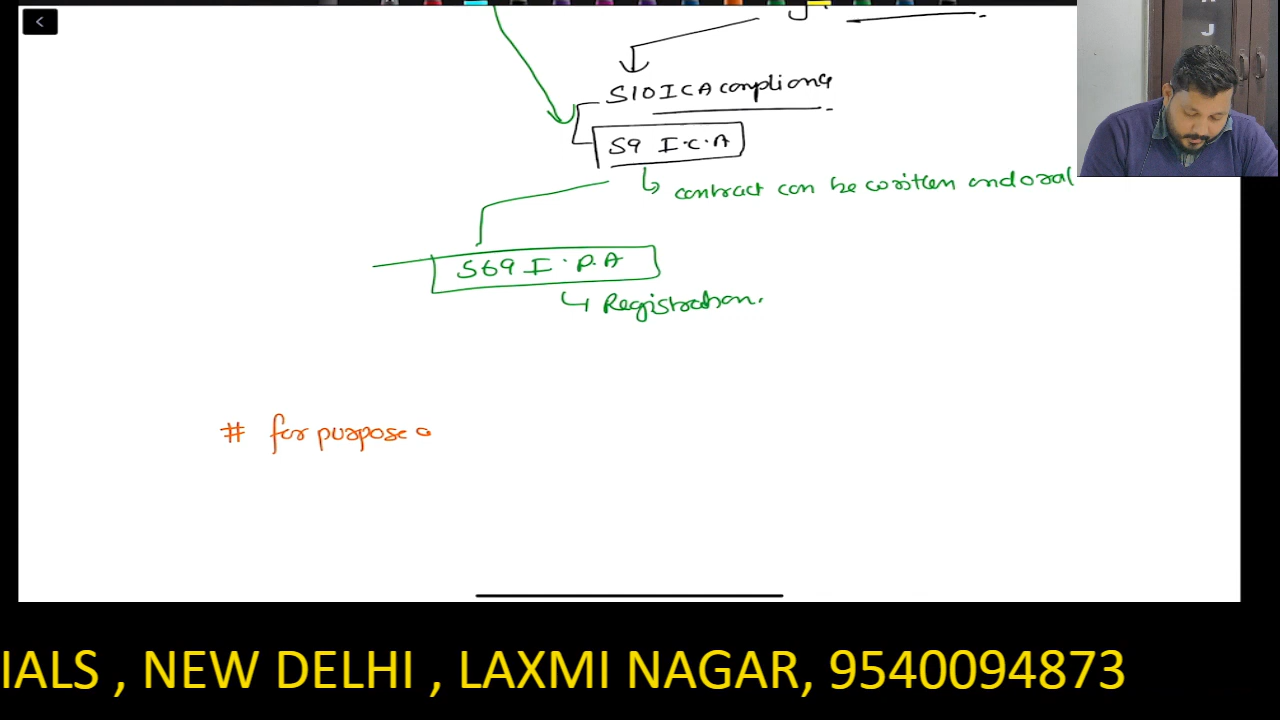 S10 I C A compliance
S9 I.C.A
contract can be written and oral
S69 I.P.A
Registration.
# for purpose o
IALS , NEW DELHI , LAXMI NAGAR, 9540094873